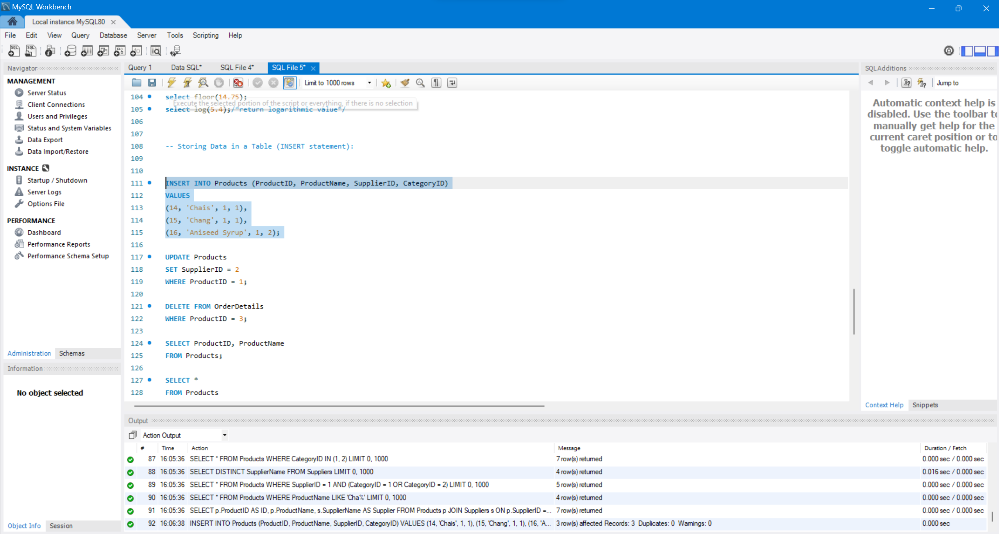 MySQL Workbench
Local instance MySQL80
File Edit View Query Database Server Tools Scripting Help
Navigator
MANAGEMENT
Server Status
Client Connections
Users and Privileges
Status and System Variables
Data Export
Data Import/Restore
INSTANCE
Startup / Shutdown
Server Logs
Options File
PERFORMANCE
Dashboard
Performance Reports
Performance Schema Setup
Administration Schemas
Information
No object selected
Object Info Session
Query 1 Data SQL* SQL File 4* SQL File 5*
Limit to 1000 rows
104 select floor(14.75);
Execute the selected portion of the script or everything, if there is no selection
105 select log(5.4);/*return logarithmic value*/
106
107
108 -- Storing Data in a Table (INSERT statement):
109
110
111 INSERT INTO Products (ProductID, ProductName, SupplierID, CategoryID)
112 VALUES
113 (14, 'Chais', 1, 1),
114 (15, 'Chang', 1, 1),
115 (16, 'Aniseed Syrup', 1, 2);
116
117 UPDATE Products
118 SET SupplierID = 2
119 WHERE ProductID = 1;
120
121 DELETE FROM OrderDetails
122 WHERE ProductID = 3;
123
124 SELECT ProductID, ProductName
125 FROM Products;
126
127 SELECT *
128 FROM Products
SQLAdditions
Jump to
Automatic context help is
disabled. Use the toolbar to
manually get help for the
current caret position or to
toggle automatic help.
Context Help Snippets
Output
Action Output
# Time Action Message Duration / Fetch
87 16:05:36 SELECT * FROM Products WHERE CategoryID IN (1, 2) LIMIT 0, 1000 7 row(s) returned 0.000 sec / 0.000 sec
88 16:05:36 SELECT DISTINCT SupplierName FROM Suppliers LIMIT 0, 1000 4 row(s) returned 0.016 sec / 0.000 sec
89 16:05:36 SELECT * FROM Products WHERE SupplierID = 1 AND (CategoryID = 1 OR CategoryID = 2) LIMIT 0, 1000 5 row(s) returned 0.000 sec / 0.000 sec
90 16:05:36 SELECT * FROM Products WHERE ProductName LIKE 'Cha%' LIMIT 0, 1000 4 row(s) returned 0.000 sec / 0.000 sec
91 16:05:36 SELECT p.ProductID AS ID, p.ProductName, s.SupplierName AS Supplier FROM Products p JOIN Suppliers s ON p.SupplierID =... 7 row(s) returned 0.000 sec / 0.000 sec
92 16:06:38 INSERT INTO Products (ProductID, ProductName, SupplierID, CategoryID) VALUES (14, 'Chais', 1, 1), (15, 'Chang', 1, 1), (16, 'A... 3 row(s) affected Records: 3 Duplicates: 0 Warnings: 0 0.000 sec